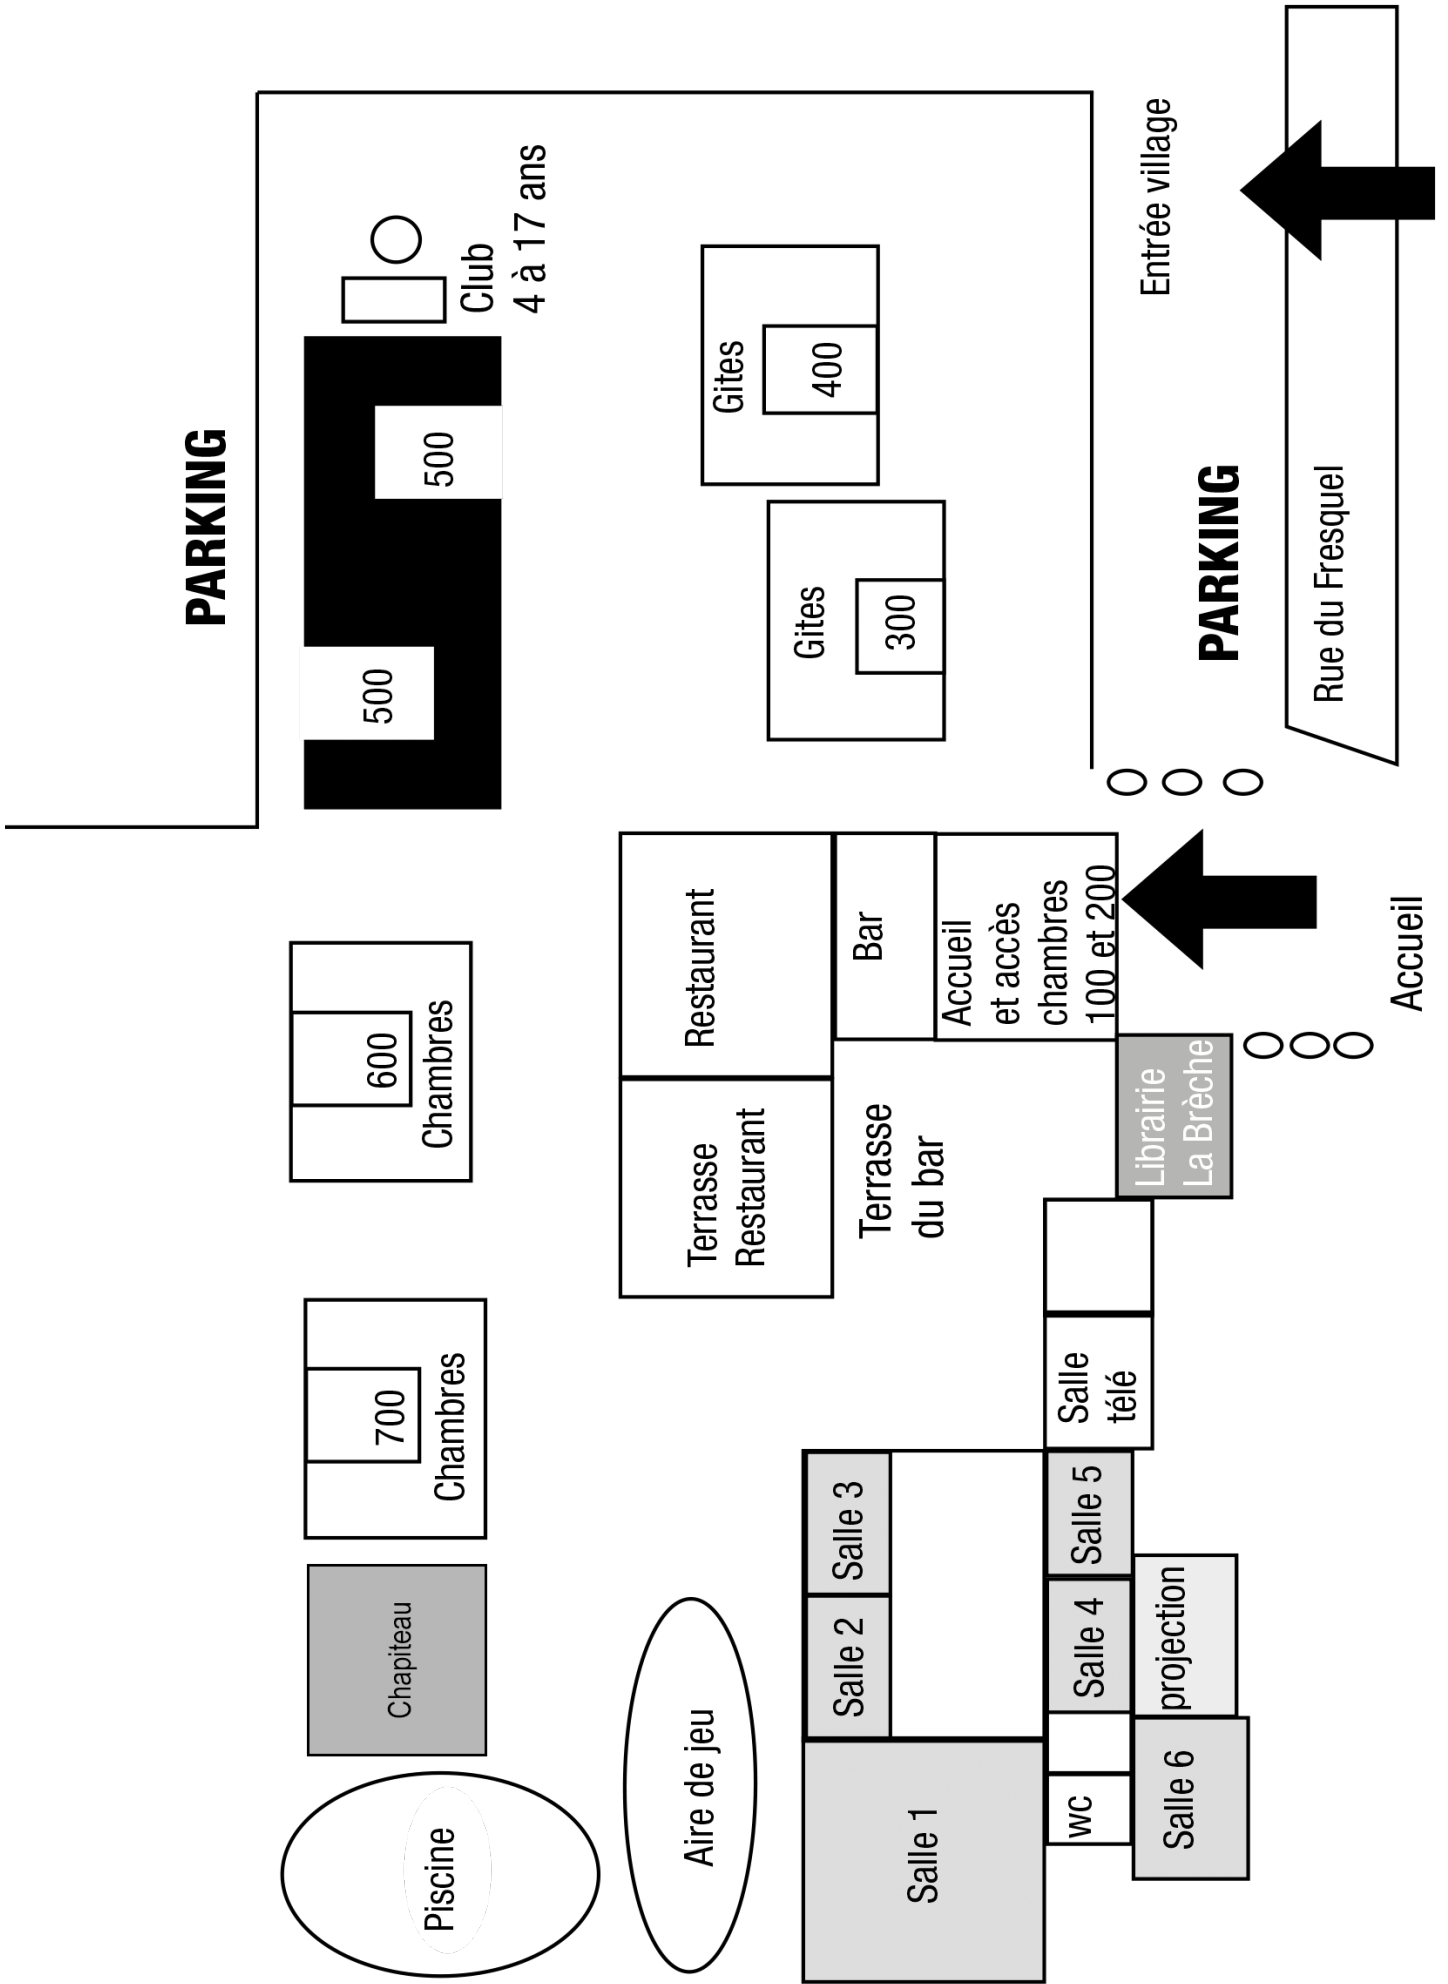 PARKING
Piscine
Chapiteau
700
Chambres
600
Chambres
500
500
Club
4 à 17 ans
Aire de jeu
Terrasse
Restaurant
Restaurant
Gites
400
Gites
300
Salle 2
Salle 3
Salle 1
Terrasse
du bar
Bar
Accueil
et accès
chambres
100 et 200
wc
Salle 4
Salle 5
Salle
télé
Librairie
La Brèche
Salle 6
projection
Entrée village
PARKING
Rue du Fresquel
Accueil